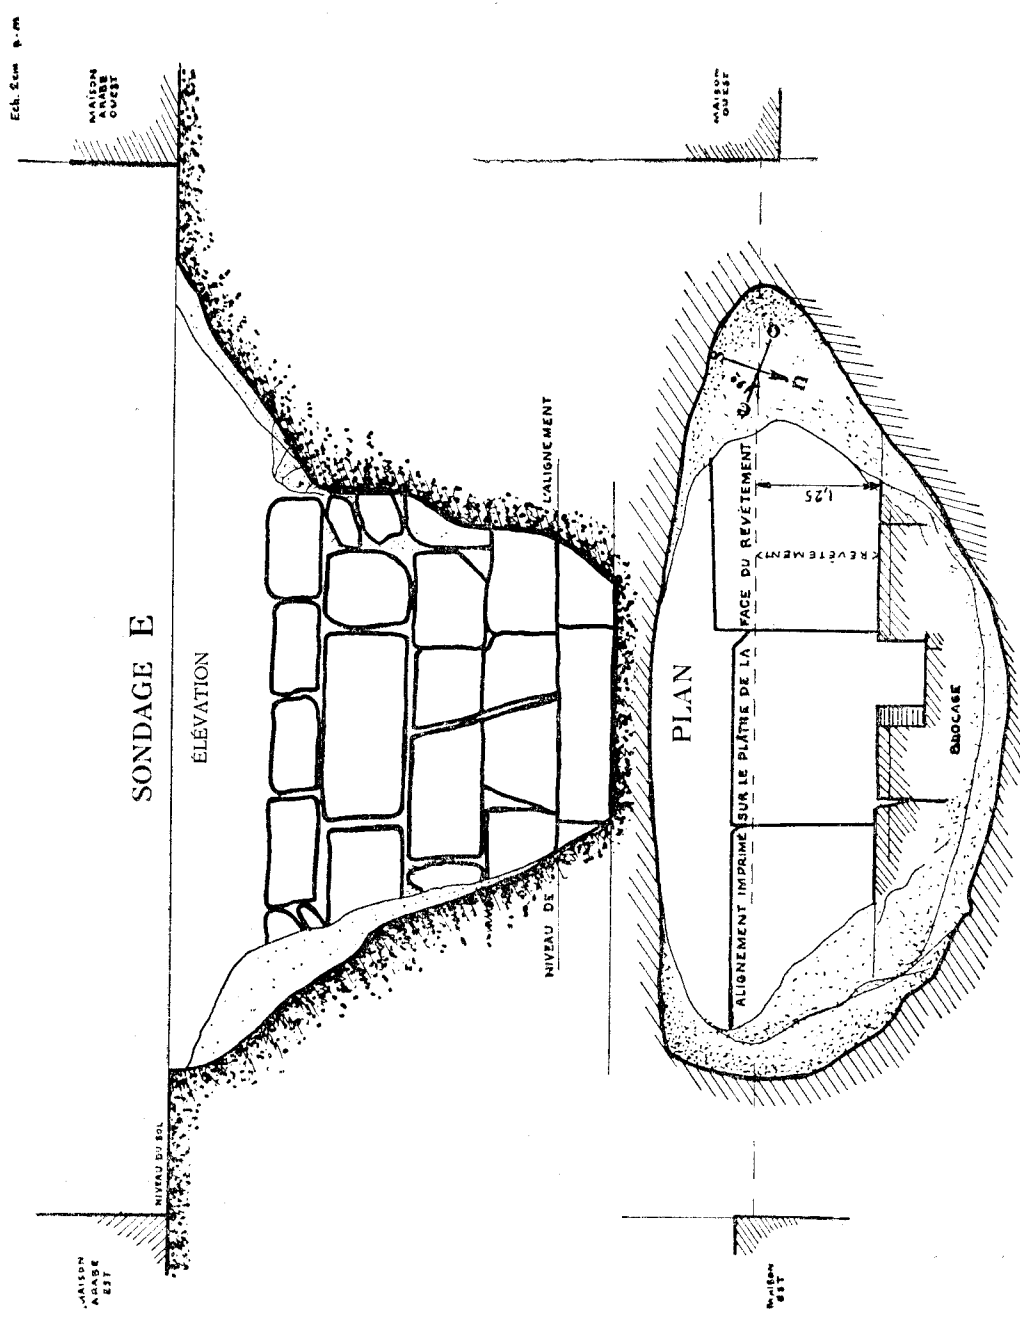 Ech. 2cm p.m
SONDAGE E
ÉLÉVATION
MAISON
ARABE
EST
NIVEAU DU SOL
MAISON
ARABE
OUEST
NIVEAU DE L'ALIGNEMENT
PLAN
ALIGNEMENT IMPRIMÉ SUR LE PLÂTRE DE LA FACE DU REVÊTEMENT
REVÊTEMENT
1,25
BLOCAGE
e
s
o
n
MAISON
EST
MAISON
OUEST